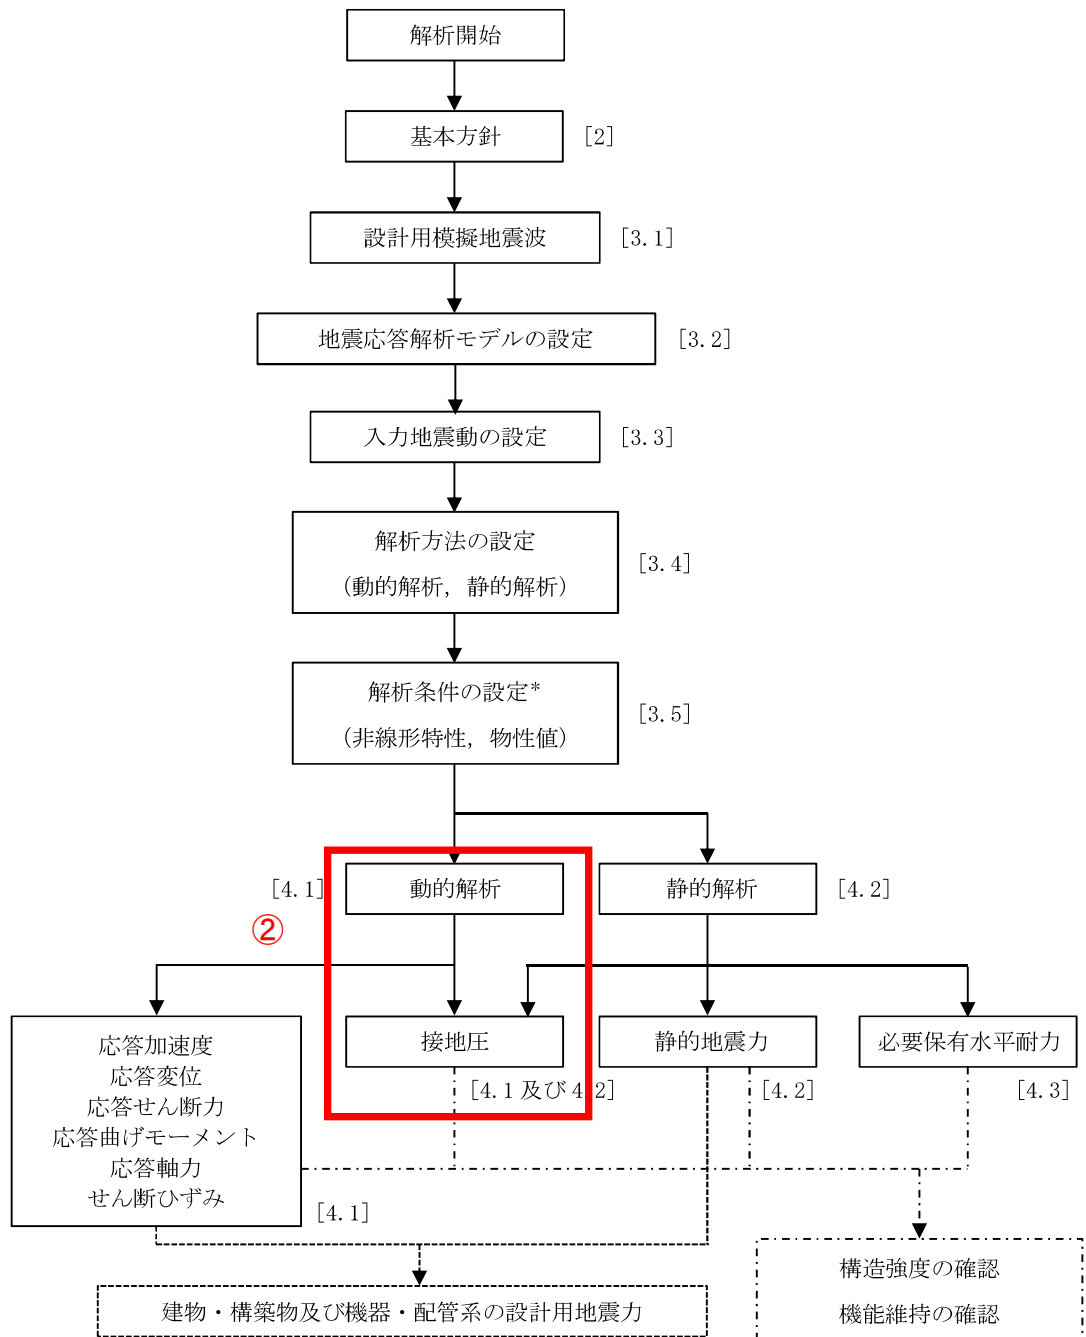 解析開始
基本方針
[2]
設計用模擬地震波
[3.1]
地震応答解析モデルの設定
[3.2]
入力地震動の設定
[3.3]
解析方法の設定
(動的解析, 静的解析)
[3.4]
解析条件の設定*
(非線形特性, 物性値)
[3.5]
[4.1]
動的解析
静的解析
[4.2]
②
応答加速度
応答変位
応答せん断力
応答曲げモーメント
応答軸力
せん断ひずみ
[4.1]
接地圧
[4.1 及び 4.2]
静的地震力
[4.2]
必要保有水平耐力
[4.3]
建物・構築物及び機器・配管系の設計用地震力
構造強度の確認
機能維持の確認